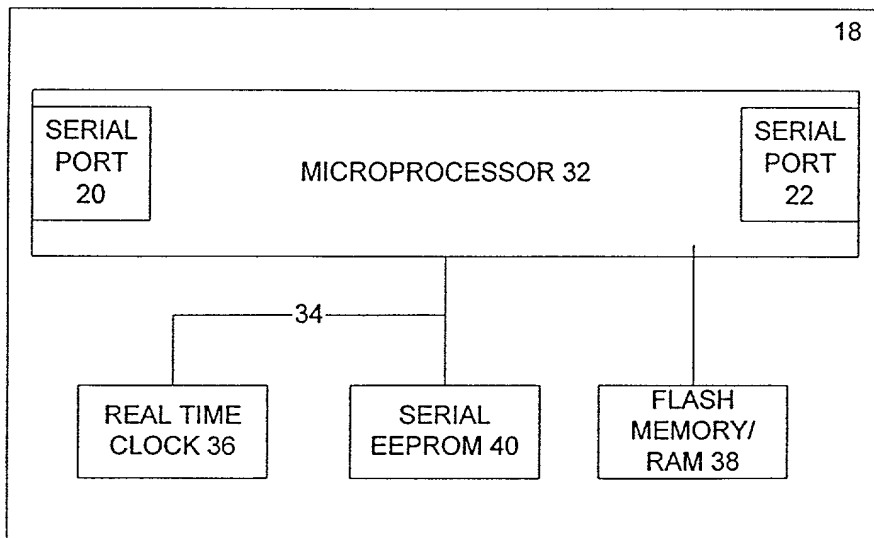 18
SERIAL
PORT
20
MICROPROCESSOR 32
SERIAL
PORT
22
34
REAL TIME
CLOCK 36
SERIAL
EEPROM 40
FLASH
MEMORY/
RAM 38